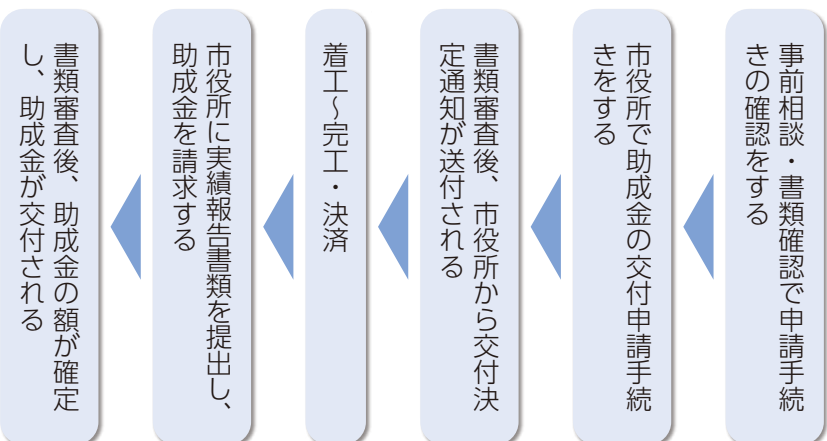 事前相談・書類確認で申請手続
きの確認をする
市役所で助成金の交付申請手続
きをする
書類審査後、市役所から交付決
定通知が送付される
着工～完工・決済
市役所に実績報告書類を提出し、
助成金を請求する
書類審査後、助成金の額が確定
し、助成金が交付される